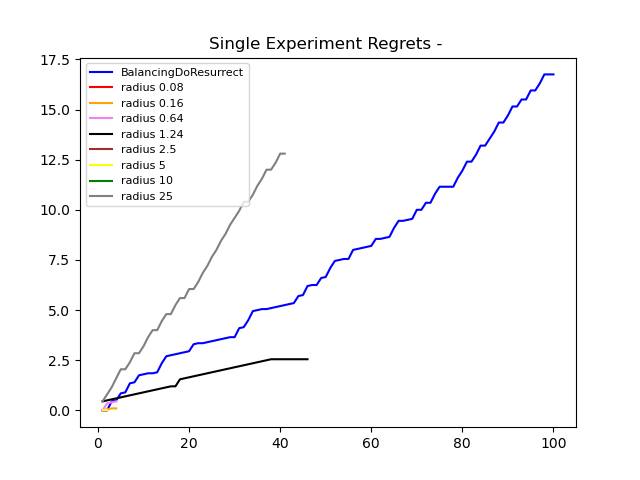 Single Experiment Regrets -
17.5
15.0
12.5
10.0
7.5
5.0
2.5
0.0
BalancingDoResurrect
radius 0.08
radius 0.16
radius 0.64
radius 1.24
radius 2.5
radius 5
radius 10
radius 25
0 20 40 60 80 100